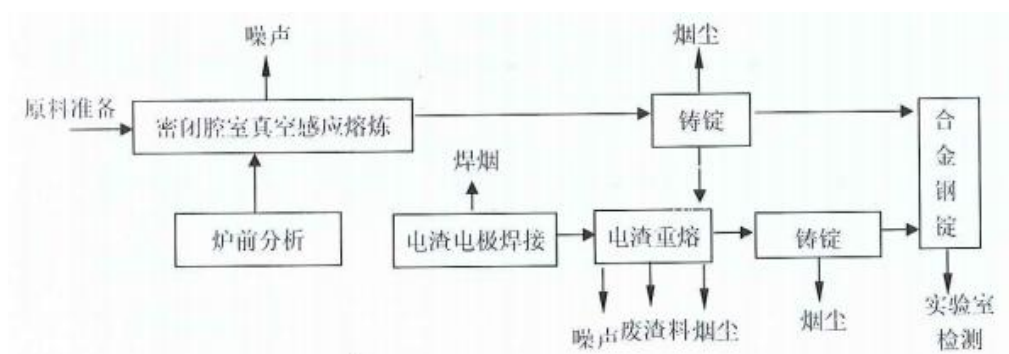 噪声
烟尘
原料准备
密闭腔室真空感应熔炼
铸锭
合金钢锭
焊烟
炉前分析
电渣电极焊接
电渣重熔
铸锭
噪声
废渣料
烟尘
烟尘
实验室
检测